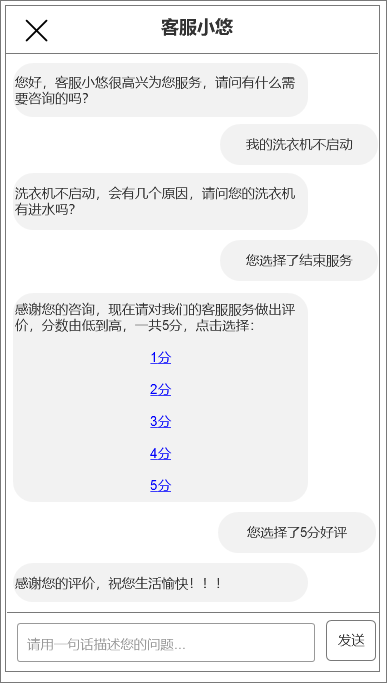 客服小悠
您好，客服小悠很高兴为您服务，请问有什么需
要咨询的吗？
我的洗衣机不启动
洗衣机不启动，会有几个原因，请问您的洗衣机
有进水吗？
您选择了结束服务
感谢您的咨询，现在请对我们的客服服务做出评
价，分数由低到高，一共5分，点击选择：
1分
2分
3分
4分
5分
您选择了5分好评
感谢您的评价，祝您生活愉快！！！
请用一句话描述您的问题...
发送